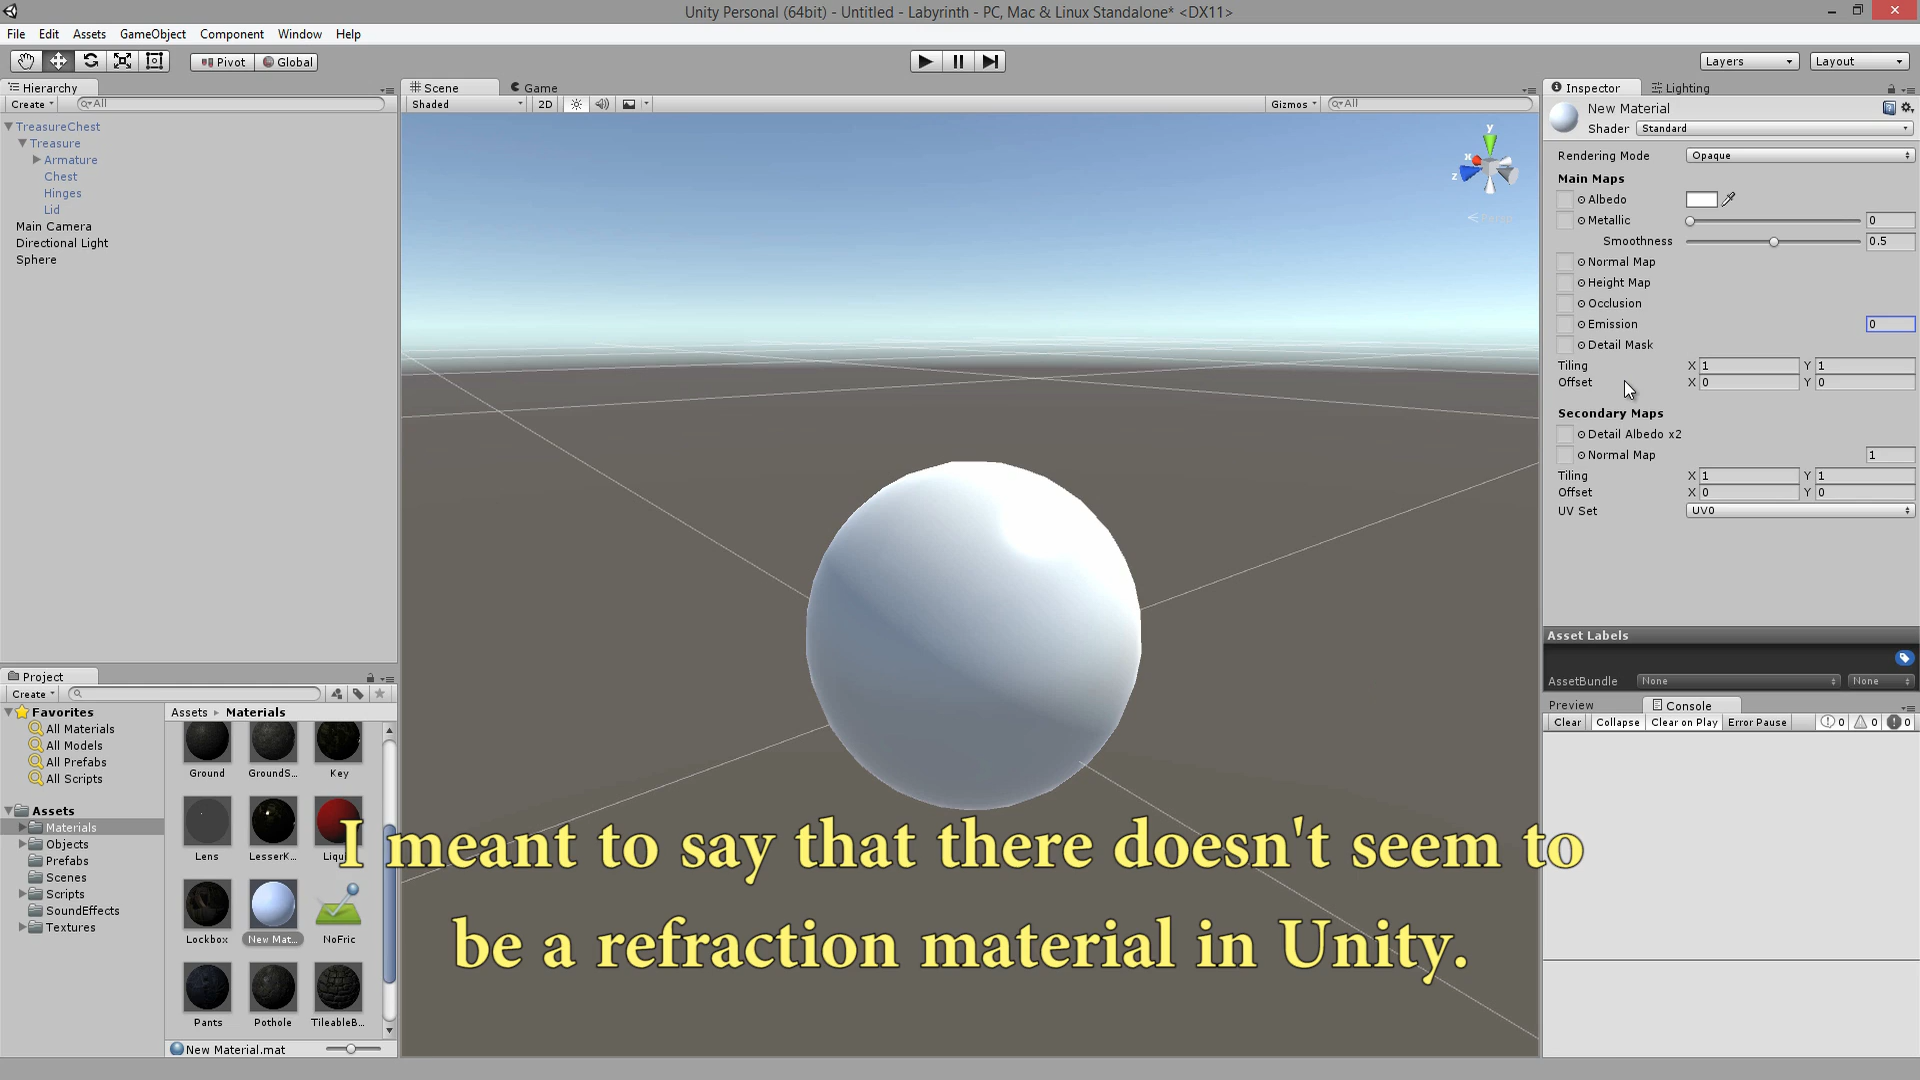 Unity Personal (64bit) - Untitled - Labyrinth - PC, Mac & Linux Standalone* <DX11>
File Edit Assets GameObject Component Window Help
Pivot Global Layers Layout
Hierarchy
Create All
TreasureChest
Treasure
Armature
Chest
Hinges
Lid
Main Camera
Directional Light
Sphere
Scene Game
Shaded 2D Gizmos All
y
x
z
Persp
Inspector Lighting
New Material
Shader Standard
Rendering Mode Opaque
Main Maps
Albedo
Metallic 0
Smoothness 0.5
Normal Map
Height Map
Occlusion
Emission 0
Detail Mask
Tiling X 1 Y 1
Offset X 0 Y 0
Secondary Maps
Detail Albedo x2
Normal Map 1
Tiling X 1 Y 1
Offset X 0 Y 0
UV Set UV0
Asset Labels
AssetBundle None None
Preview Console
Clear Collapse Clear on Play Error Pause 0 0 0
Project
Create
Favorites
All Materials
All Models
All Prefabs
All Scripts
Assets
Materials
Objects
Prefabs
Scenes
Scripts
SoundEffects
Textures
Assets Materials
Ground GroundS... Key
Lens LesserK... Liqu
Lockbox New Mat... NoFric
Pants Pothole TileableB...
New Material.mat
I meant to say that there doesn't seem to
be a refraction material in Unity.